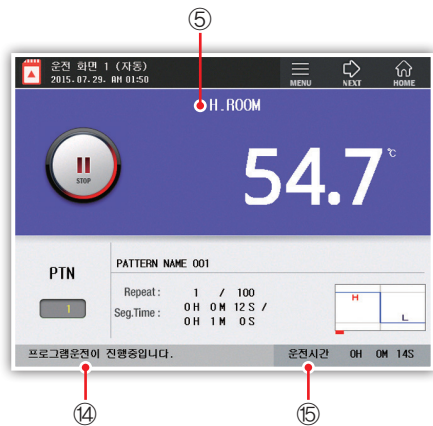 ⑤
운전 화면 1 (자동)
2015.07.29. AM 01:50
MENU
NEXT
HOME
H.ROOM
STOP
54.7 ℃
PTN
1
PATTERN NAME 001
Repeat : 1 / 100
Seg.Time : 0H 0M 12S /
0H 1M 0S
H
L
프로그램운전이 진행중입니다.
운전시간 0H 0M 14S
⑭
⑮